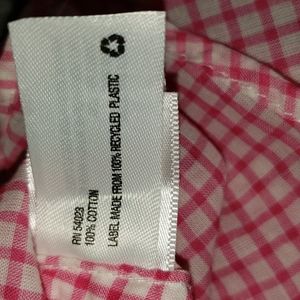 RN 54023
100% COTTON
LABEL MADE FROM 100% RECYCLED PLASTIC